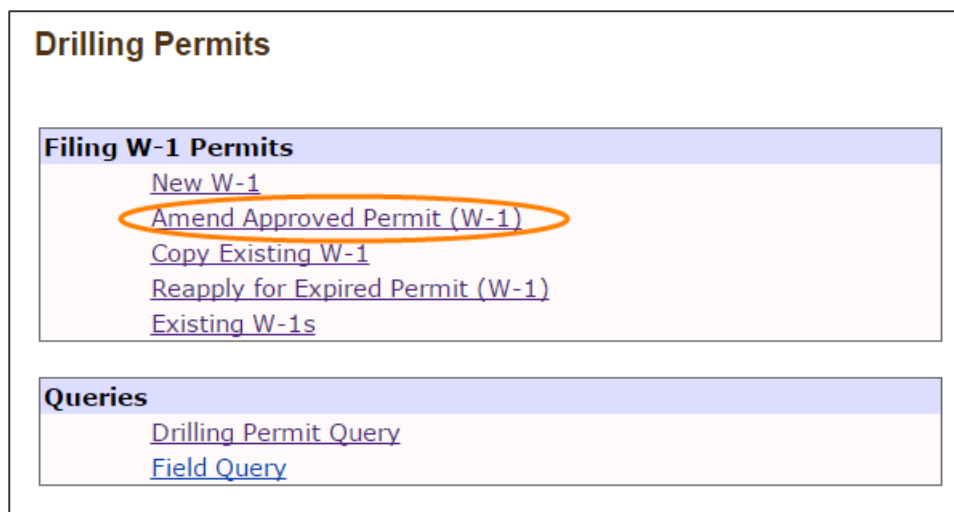 Drilling Permits
Filing W-1 Permits
New W-1
Amend Approved Permit (W-1)
Copy Existing W-1
Reapply for Expired Permit (W-1)
Existing W-1s
Queries
Drilling Permit Query
Field Query